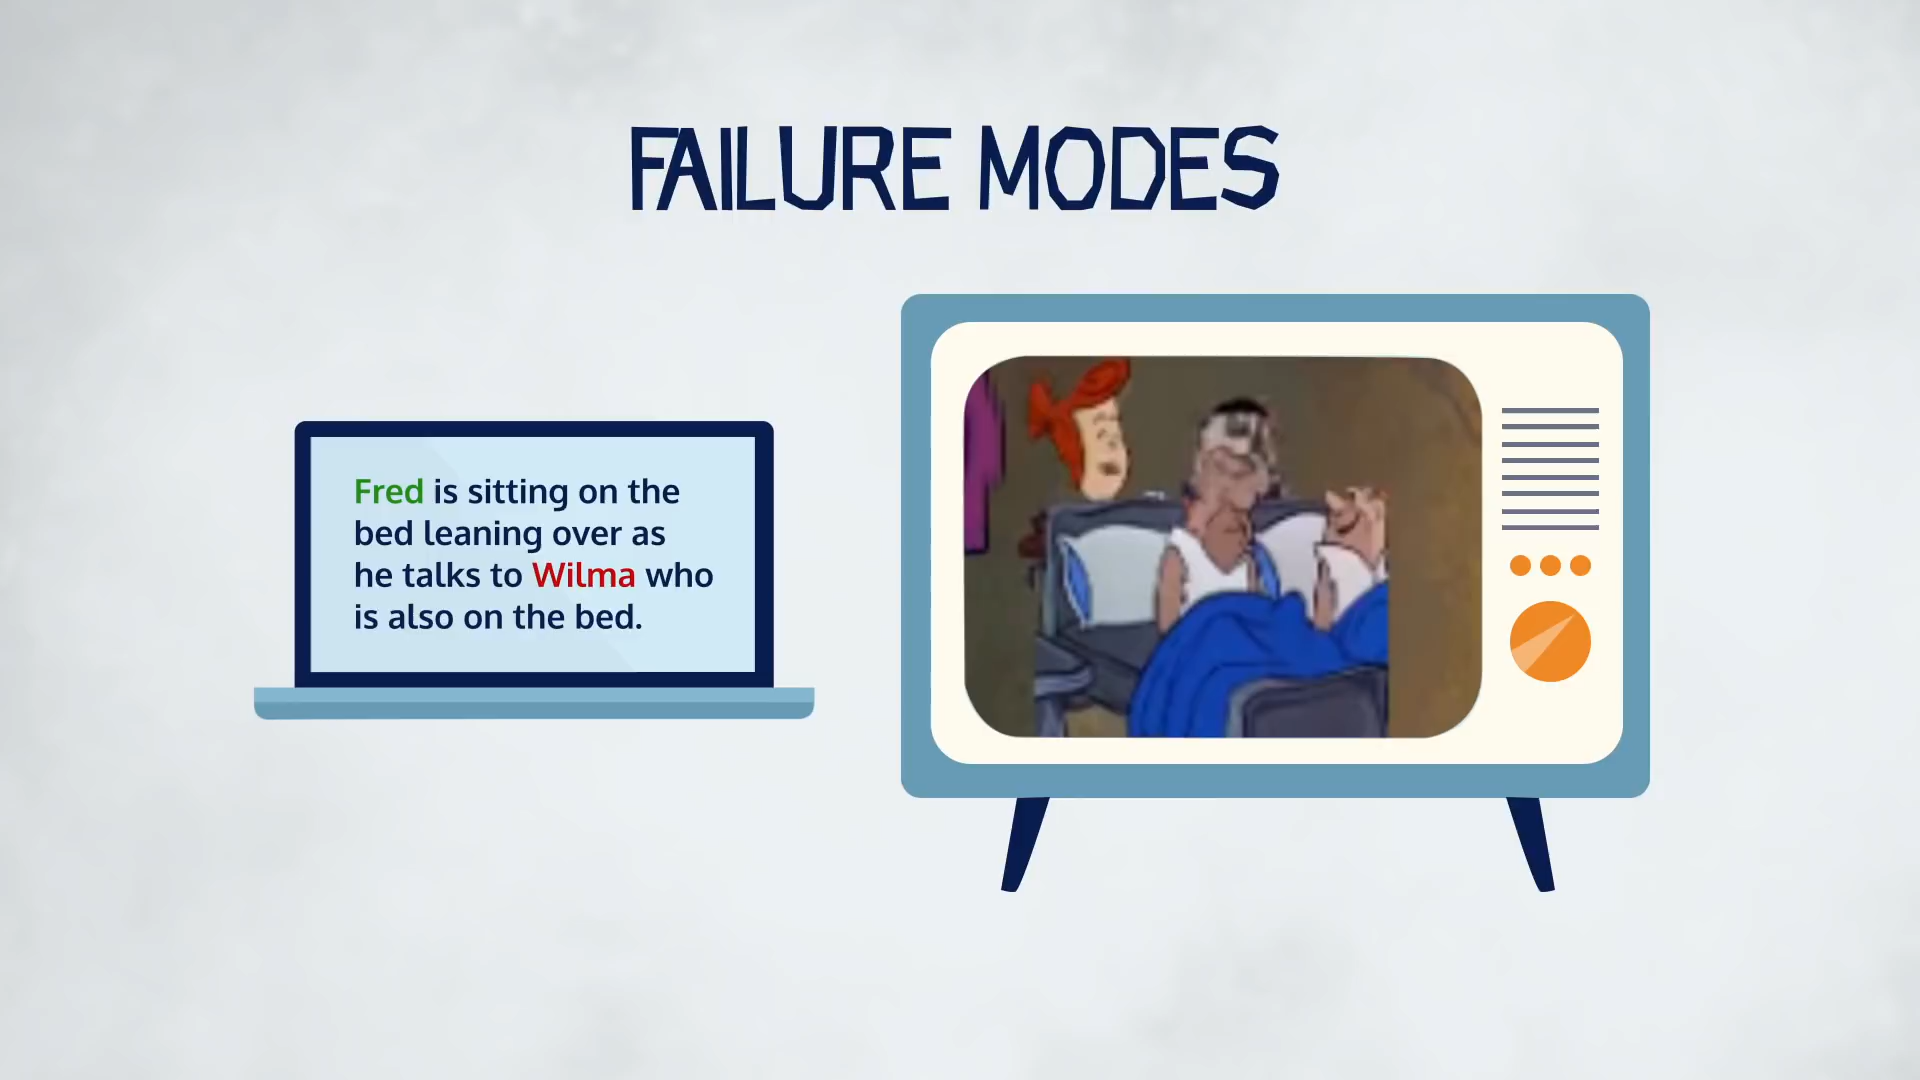 FAILURE MODES
Fred is sitting on the
bed leaning over as
he talks to Wilma who
is also on the bed.